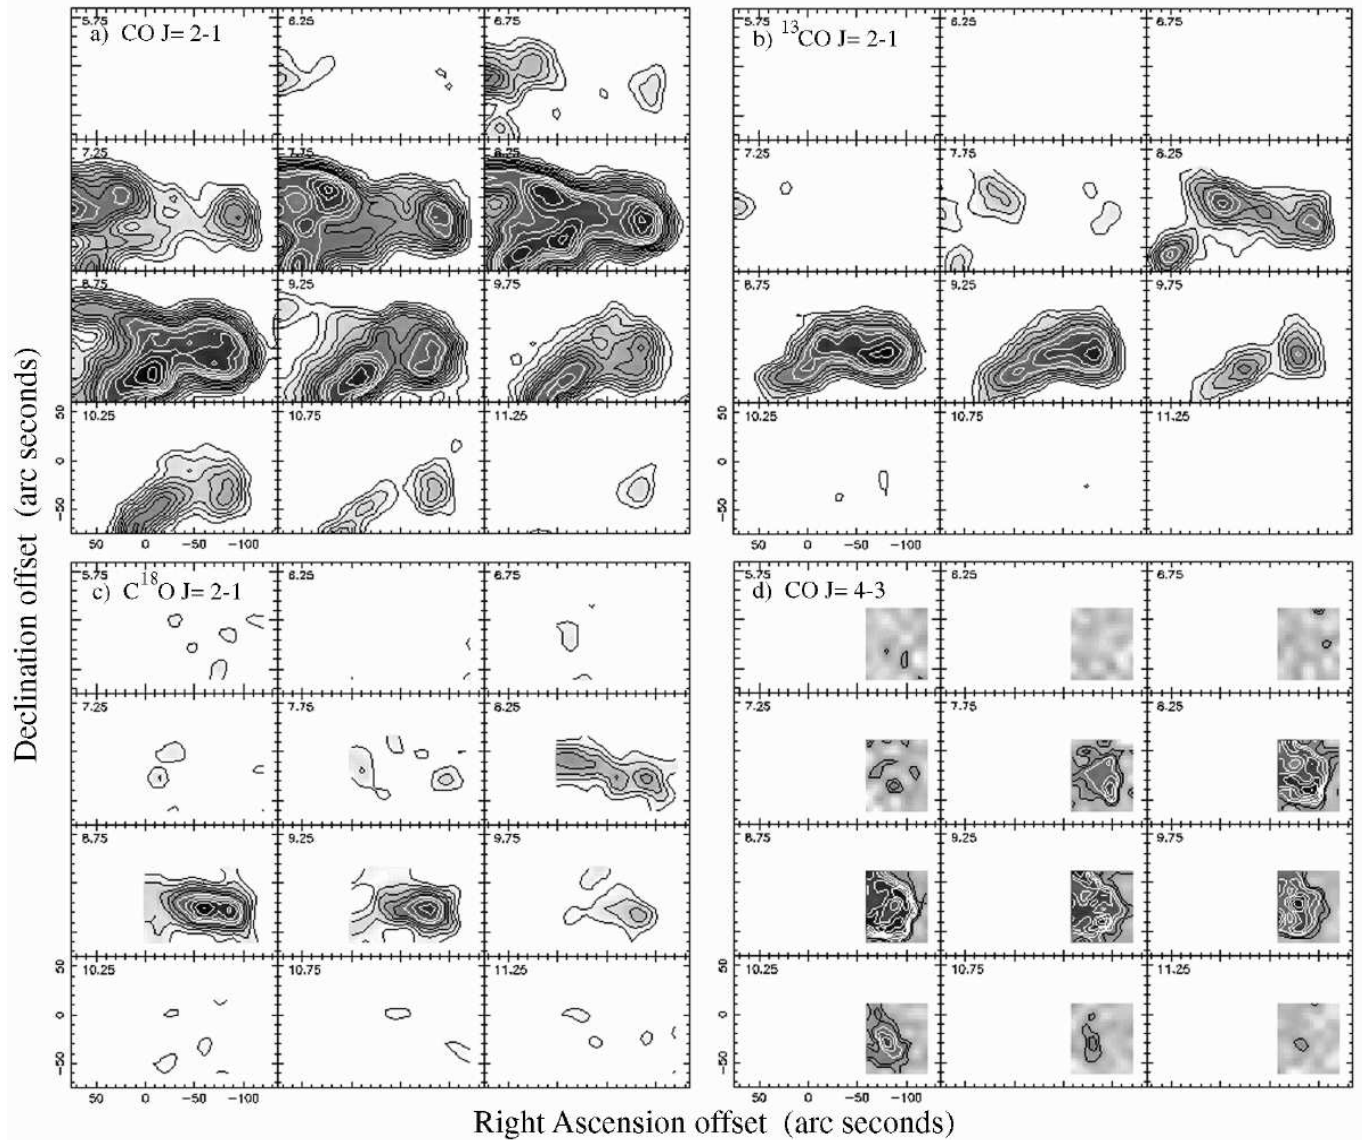 5.75 6.25 6.75
a) CO J= 2-1
7.25 7.75 8.25
8.75 9.25 9.75
10.25 10.75 11.25
50
0
−50
50 0 −50 −100
5.75 6.25 6.75
b) 13CO J= 2-1
7.25 7.75 8.25
8.75 9.25 9.75
10.25 10.75 11.25
50
0
−50
50 0 −50 −100
5.75 6.25 6.75
c) C18O J= 2-1
7.25 7.75 8.25
8.75 9.25 9.75
10.25 10.75 11.25
50
0
−50
50 0 −50 −100
5.75 6.25 6.75
d) CO J= 4-3
7.25 7.75 8.25
8.75 9.25 9.75
10.25 10.75 11.25
50
0
−50
50 0 −50 −100
Declination offset (arc seconds)
Right Ascension offset (arc seconds)